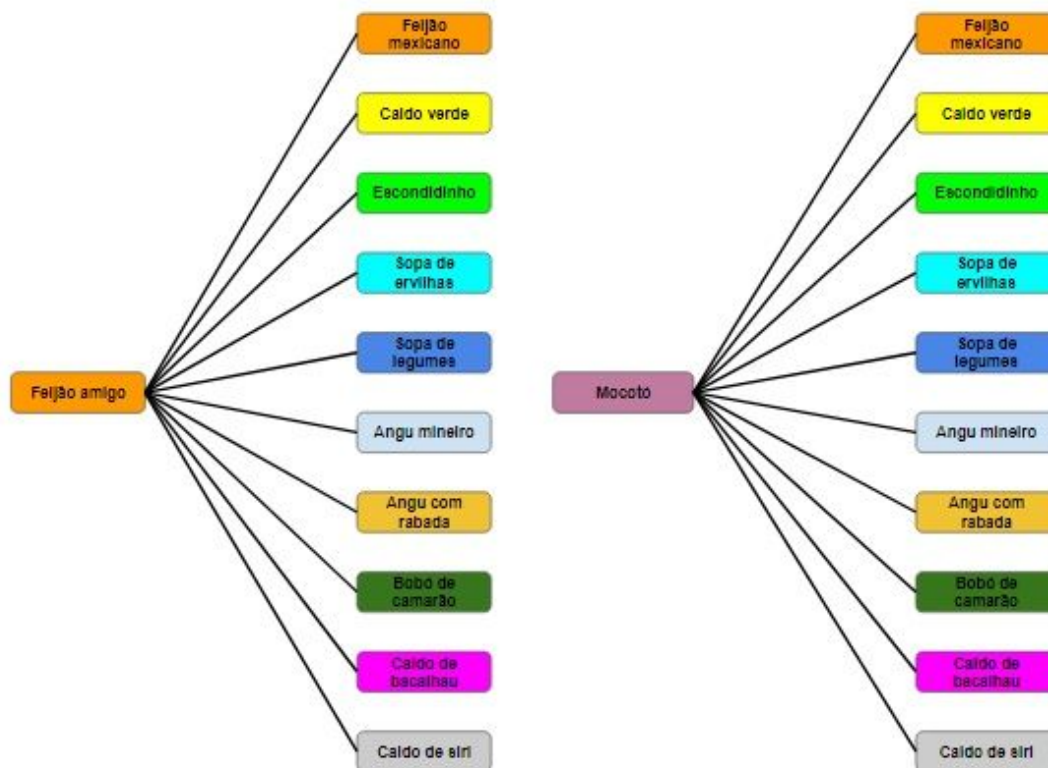 Feijão
mexicano
Caldo verde
Escondidinho
Sopa de
ervilhas
Sopa de
legumes
Feijão amigo
Angu mineiro
Angu com
rabada
Bobó de
camarão
Caldo de
bacalhau
Caldo de siri
Feijão
mexicano
Caldo verde
Escondidinho
Sopa de
ervilhas
Sopa de
legumes
Mocotó
Angu mineiro
Angu com
rabada
Bobó de
camarão
Caldo de
bacalhau
Caldo de siri